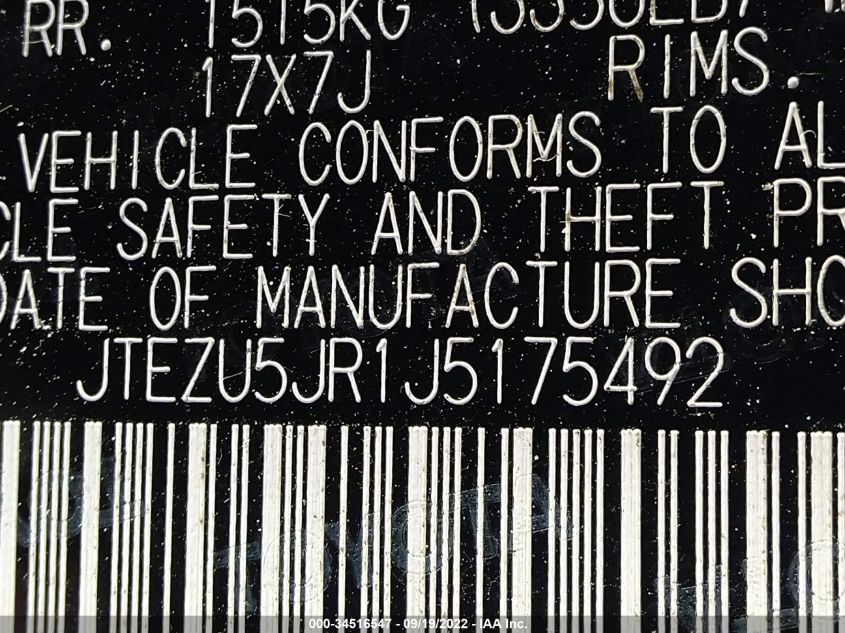 RR. 1515KG
17X7J RIMS.
VEHICLE CONFORMS TO AL
CLE SAFETY AND THEFT PR
DATE OF MANUFACTURE SHO
JTEZU5JR1J5175492
TOYOTA
000-34516547 - 09/19/2022 - IAA Inc.